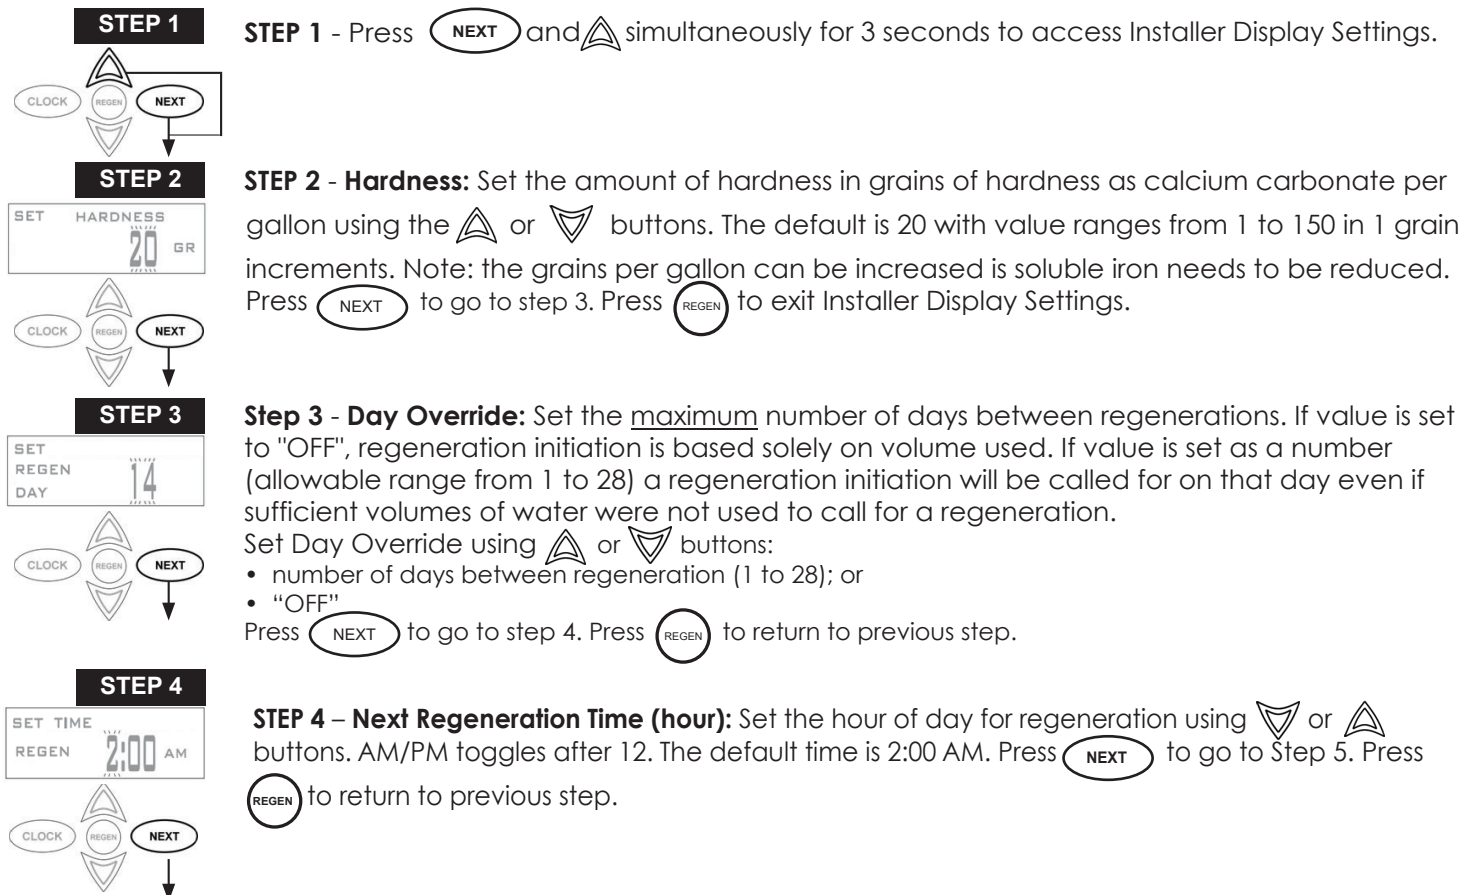 STEP 1
STEP 1 - Press NEXT and simultaneously for 3 seconds to access Installer Display Settings.
CLOCK REGEN NEXT
STEP 2
STEP 2 - Hardness: Set the amount of hardness in grains of hardness as calcium carbonate per
gallon using the or buttons. The default is 20 with value ranges from 1 to 150 in 1 grain
increments. Note: the grains per gallon can be increased is soluble iron needs to be reduced.
Press NEXT to go to step 3. Press REGEN to exit Installer Display Settings.
SET HARDNESS
20 GR
CLOCK REGEN NEXT
STEP 3
Step 3 - Day Override: Set the maximum number of days between regenerations. If value is set
to "OFF", regeneration initiation is based solely on volume used. If value is set as a number
(allowable range from 1 to 28) a regeneration initiation will be called for on that day even if
sufficient volumes of water were not used to call for a regeneration.
Set Day Override using or buttons:
• number of days between regeneration (1 to 28); or
• “OFF”
Press NEXT to go to step 4. Press REGEN to return to previous step.
SET
REGEN
DAY 14
CLOCK REGEN NEXT
STEP 4
STEP 4 – Next Regeneration Time (hour): Set the hour of day for regeneration using or
buttons. AM/PM toggles after 12. The default time is 2:00 AM. Press NEXT to go to Step 5. Press
REGEN to return to previous step.
SET TIME
REGEN 2:00 AM
CLOCK REGEN NEXT